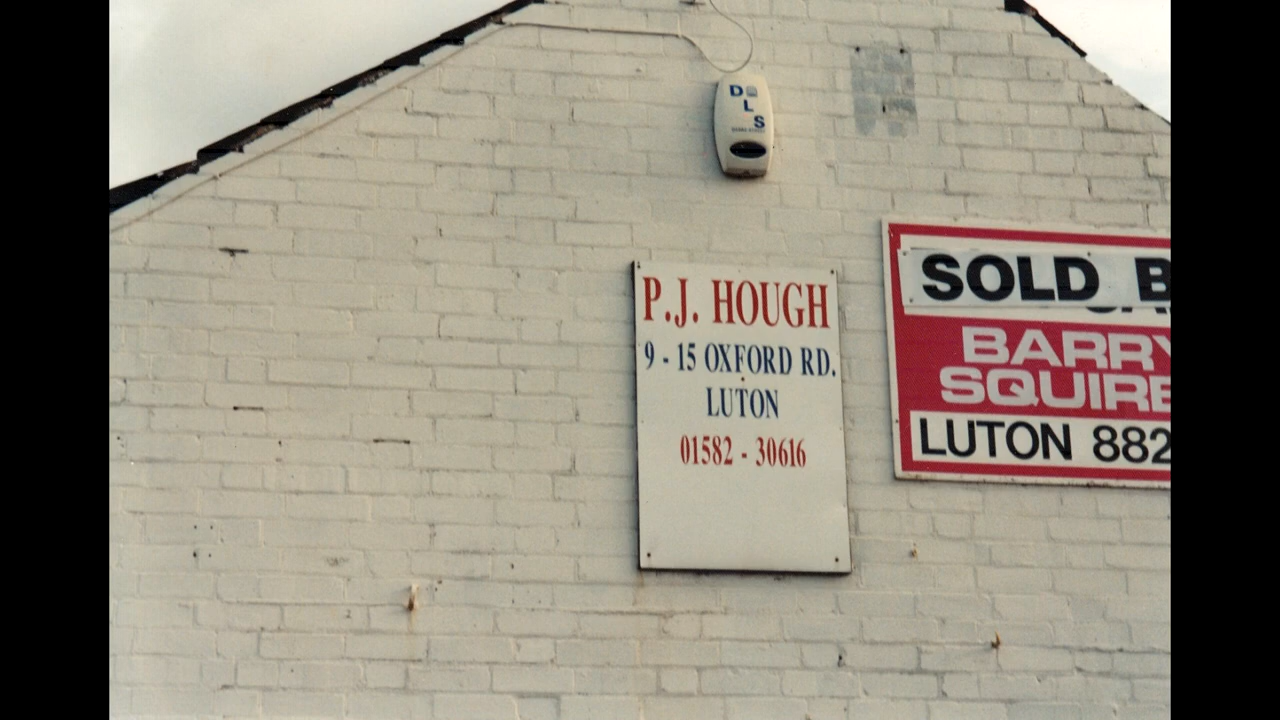 D
L
S
P.J. HOUGH
9 - 15 OXFORD RD.
LUTON
01582 - 30616
SOLD B
BARRY
SQUIRE
LUTON 882